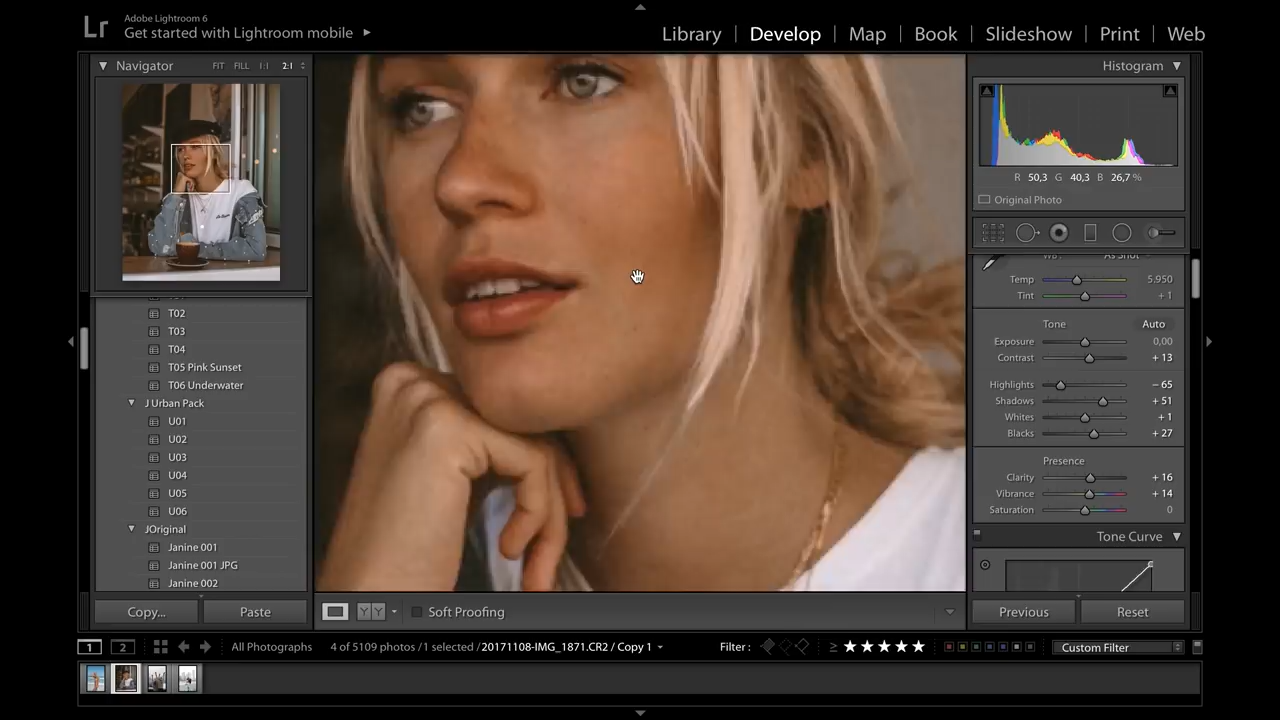 Lr
Adobe Lightroom 6
Get started with Lightroom mobile
Library | Develop | Map | Book | Slideshow | Print | Web
Navigator FIT FILL 1:1 2:1
T02
T03
T04
T05 Pink Sunset
T06 Underwater
J Urban Pack
U01
U02
U03
U04
U05
U06
JOriginal
Janine 001
Janine 001 JPG
Janine 002
Copy... Paste
Histogram
R 50,3 G 40,3 B 26,7 %
Original Photo
WB: As Shot
Temp 5.950
Tint + 1
Tone Auto
Exposure 0,00
Contrast + 13
Highlights − 65
Shadows + 51
Whites + 1
Blacks + 27
Presence
Clarity + 16
Vibrance + 14
Saturation 0
Tone Curve
Y Y Soft Proofing
Previous Reset
1 2 All Photographs 4 of 5109 photos /1 selected /20171108-IMG_1871.CR2 / Copy 1 Filter : ≥ ★★★★★ Custom Filter